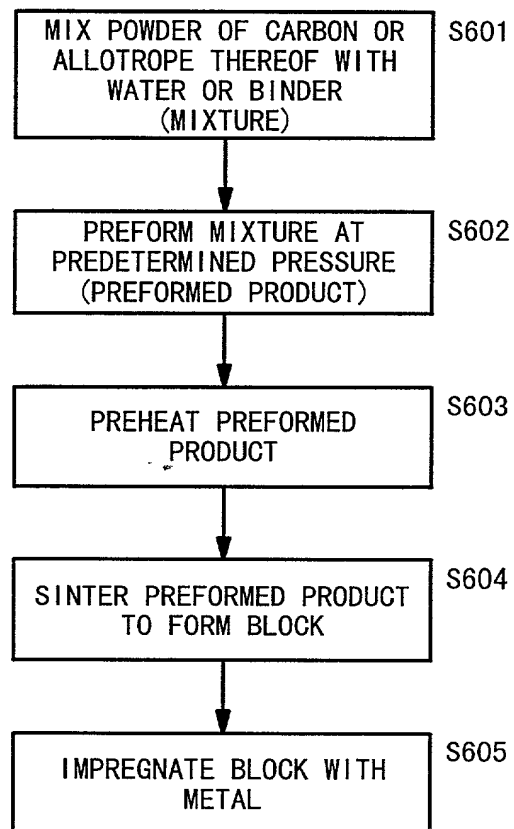 MIX POWDER OF CARBON OR
ALLOTROPE THEREOF WITH
WATER OR BINDER
(MIXTURE)
S601
PREFORM MIXTURE AT
PREDETERMINED PRESSURE
(PREFORMED PRODUCT)
S602
PREHEAT PREFORMED
PRODUCT
S603
SINTER PREFORMED PRODUCT
TO FORM BLOCK
S604
IMPREGNATE BLOCK WITH
METAL
S605